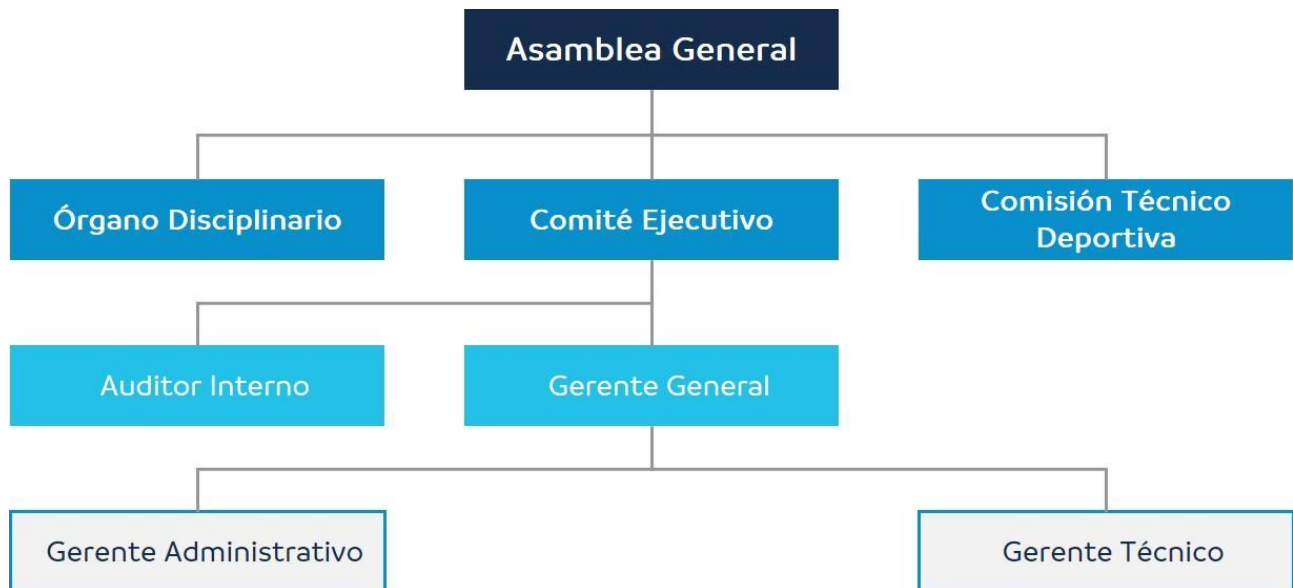 Asamblea General
Órgano Disciplinario
Comité Ejecutivo
Comisión Técnico
Deportiva
Auditor Interno
Gerente General
Gerente Administrativo
Gerente Técnico